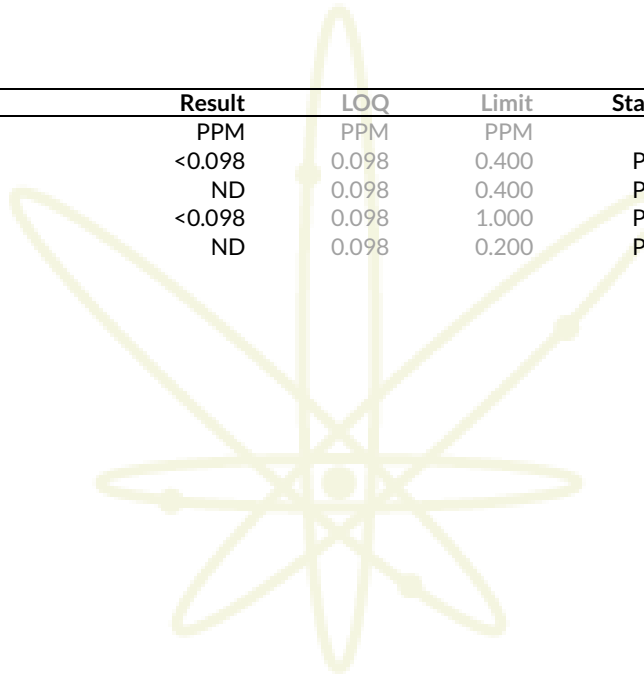 Result LOQ Limit Sta
PPM PPM PPM
<0.098 0.098 0.400 P
ND 0.098 0.400 P
<0.098 0.098 1.000 P
ND 0.098 0.200 P